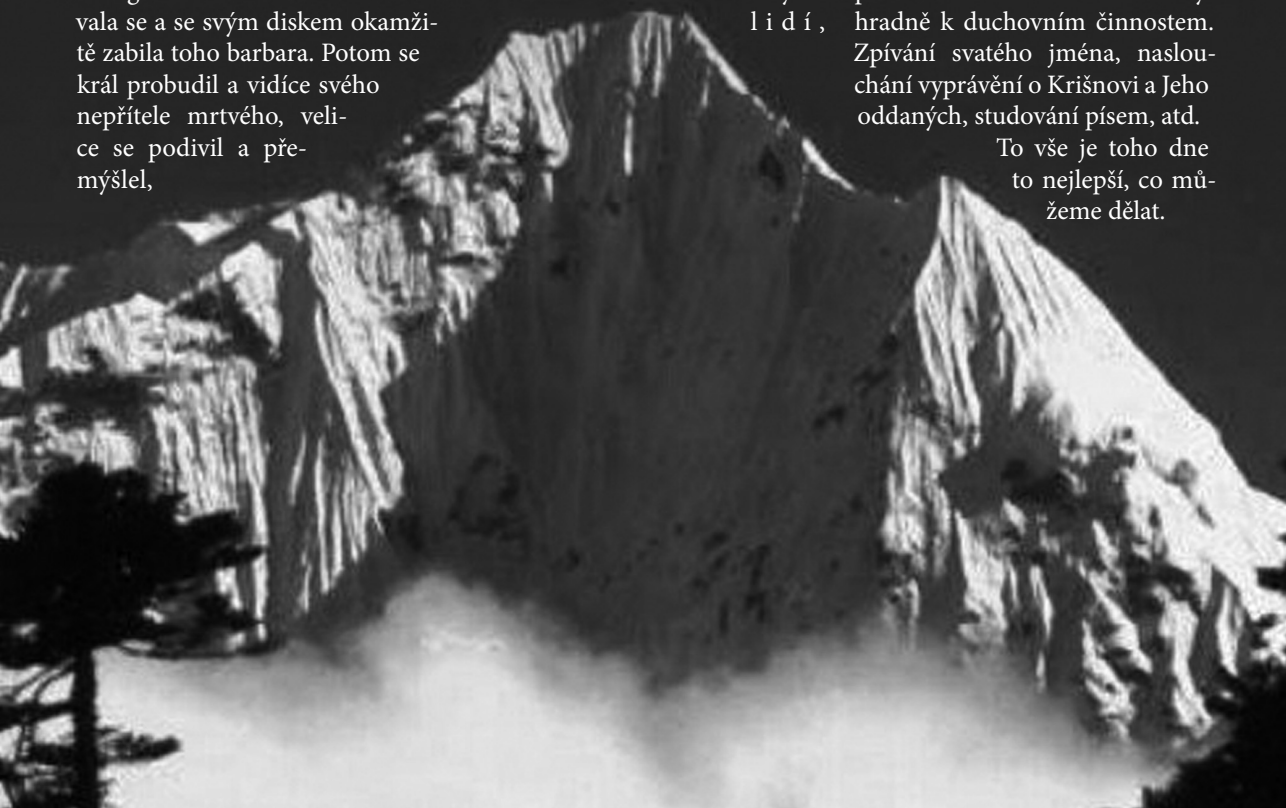 vala se a se svým diskem okamži-
tě zabila toho barbara. Potom se
král probudil a vidíce svého
nepřítele mrtvého, veli-
ce se podivil a pře-
mýšlel,
lidí,
hradně k duchovním činnostem.
Zpívání svatého jména, naslou-
chání vyprávění o Krišnovi a Jeho
oddaných, studování písem, atd.
To vše je toho dne
to nejlepší, co mů-
žeme dělat.